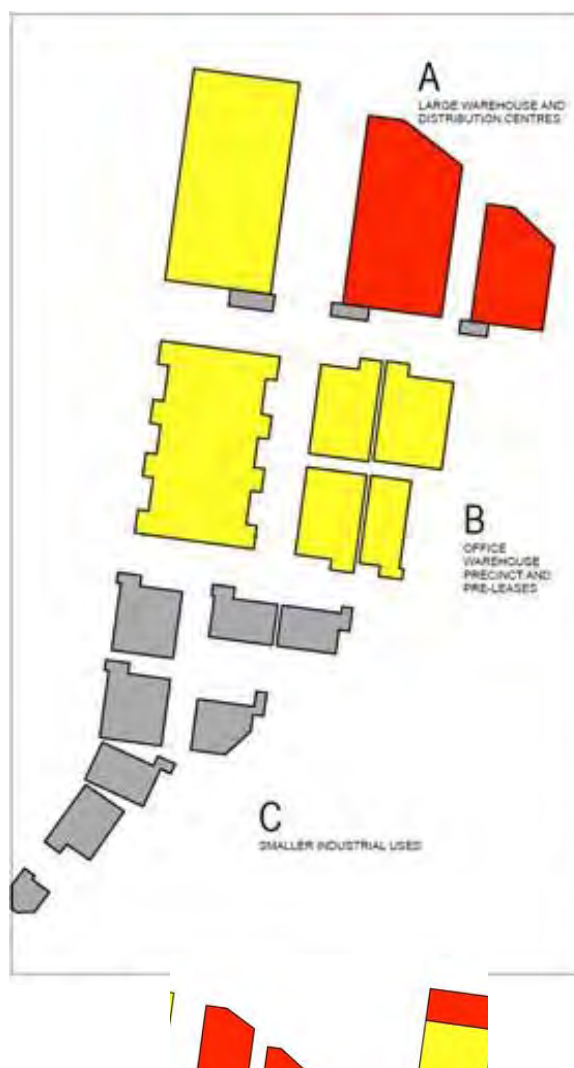 A
LARGE WAREHOUSE AND
DISTRIBUTION CENTRES
B
OFFICE
WAREHOUSE
PRECINCT AND
PRE-LEASES
C
SMALLER INDUSTRIAL USES